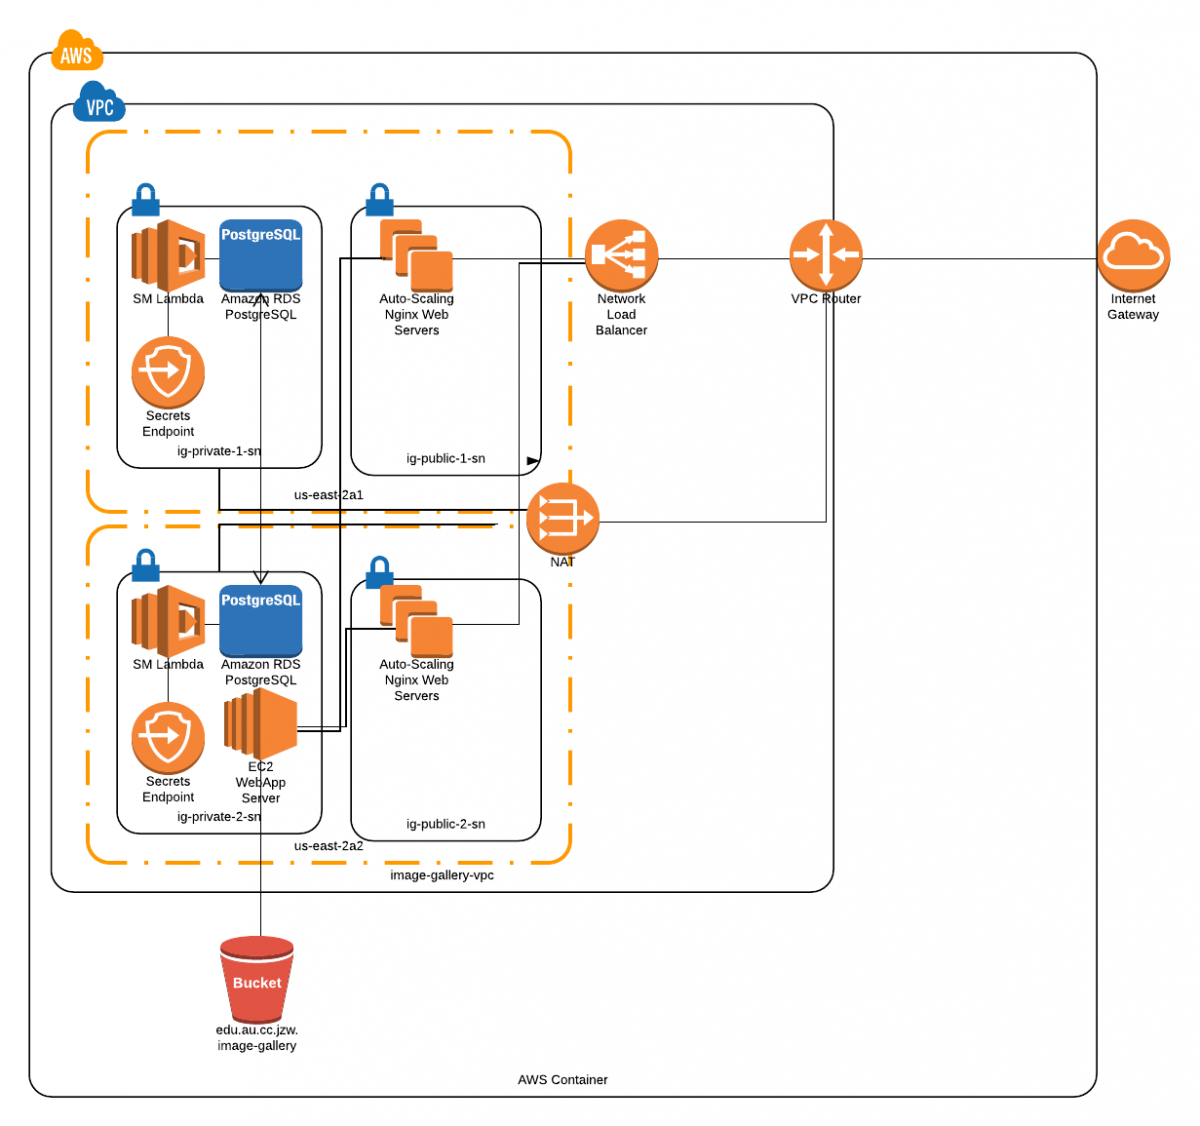 AWS
VPC
PostgreSQL
SM Lambda
Amazon RDS
PostgreSQL
Secrets
Endpoint
ig-private-1-sn
Auto-Scaling
Nginx Web
Servers
ig-public-1-sn
us-east-2a1
Network
Load
Balancer
VPC Router
Internet
Gateway
NAT
PostgreSQL
SM Lambda
Amazon RDS
PostgreSQL
Secrets
Endpoint
EC2
WebApp
Server
ig-private-2-sn
Auto-Scaling
Nginx Web
Servers
ig-public-2-sn
us-east-2a2
image-gallery-vpc
Bucket
edu.au.cc.jzw.
image-gallery
AWS Container